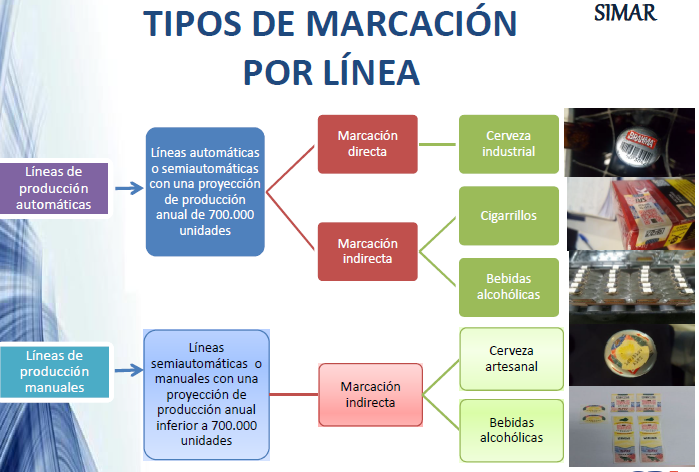 TIPOS DE MARCACIÓN
POR LÍNEA
SIMAR
Líneas de
producción
automáticas
Líneas automáticas
o semiautomáticas
con una proyección
de producción
anual de 700.000
unidades
Marcación
directa
Cerveza
industrial
Marcación
indirecta
Cigarrillos
Bebidas
alcohólicas
Líneas de
producción
manuales
Líneas
semiautomáticas o
manuales con una
proyección de
producción anual
inferior a 700.000
unidades
Marcación
indirecta
Cerveza
artesanal
Bebidas
alcohólicas